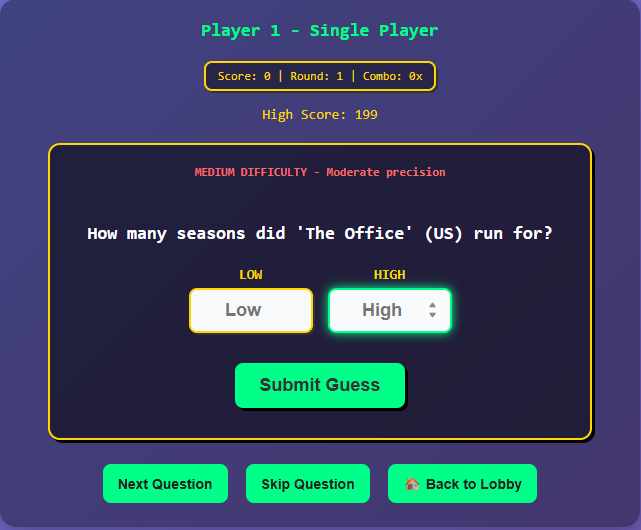 Player 1 - Single Player
Score: 0 | Round: 1 | Combo: 0x
High Score: 199
MEDIUM DIFFICULTY - Moderate precision
How many seasons did 'The Office' (US) run for?
LOW HIGH
Low High
Submit Guess
Next Question Skip Question 🏠 Back to Lobby